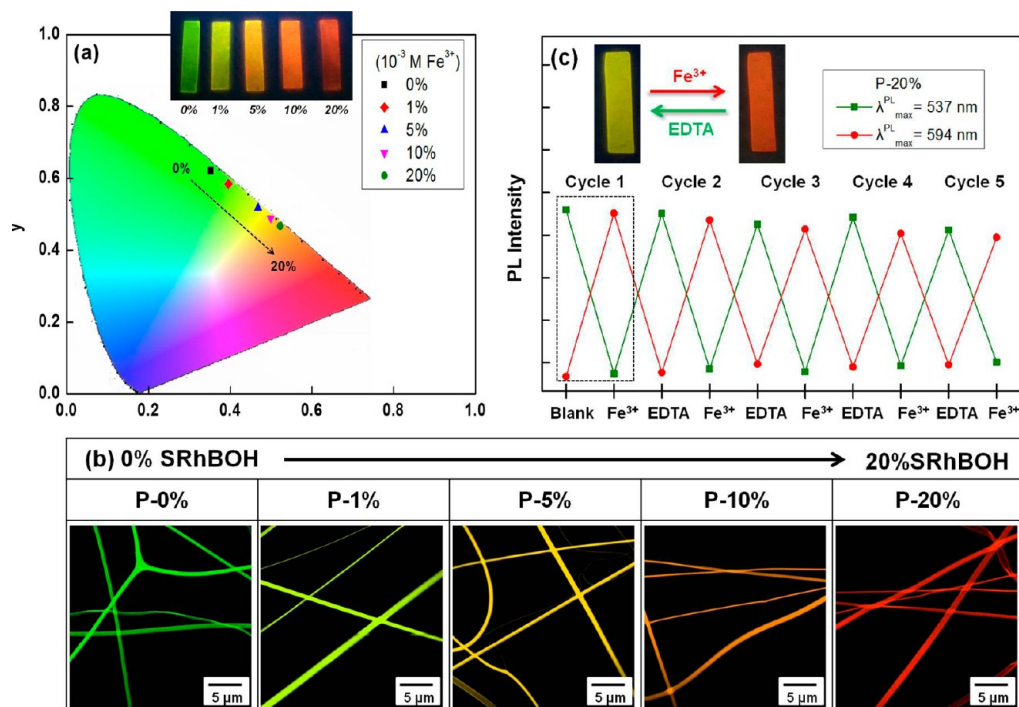 (a)
0% 1% 5% 10% 20%
(10⁻³ M Fe³⁺)
0%
1%
5%
10%
20%
1.0
0.8
0.6
0.4
0.2
0.0
y
0%
20%
0.0 0.2 0.4 0.6 0.8 1.0
(c)
Fe³⁺
EDTA
P-20%
λᴾᴸmax = 537 nm
λᴾᴸmax = 594 nm
Cycle 1 Cycle 2 Cycle 3 Cycle 4 Cycle 5
PL Intensity
Blank Fe³⁺ EDTA Fe³⁺ EDTA Fe³⁺ EDTA Fe³⁺ EDTA Fe³⁺
(b) 0% SRhBOH 20%SRhBOH
P-0% P-1% P-5% P-10% P-20%
5 μm 5 μm 5 μm 5 μm 5 μm